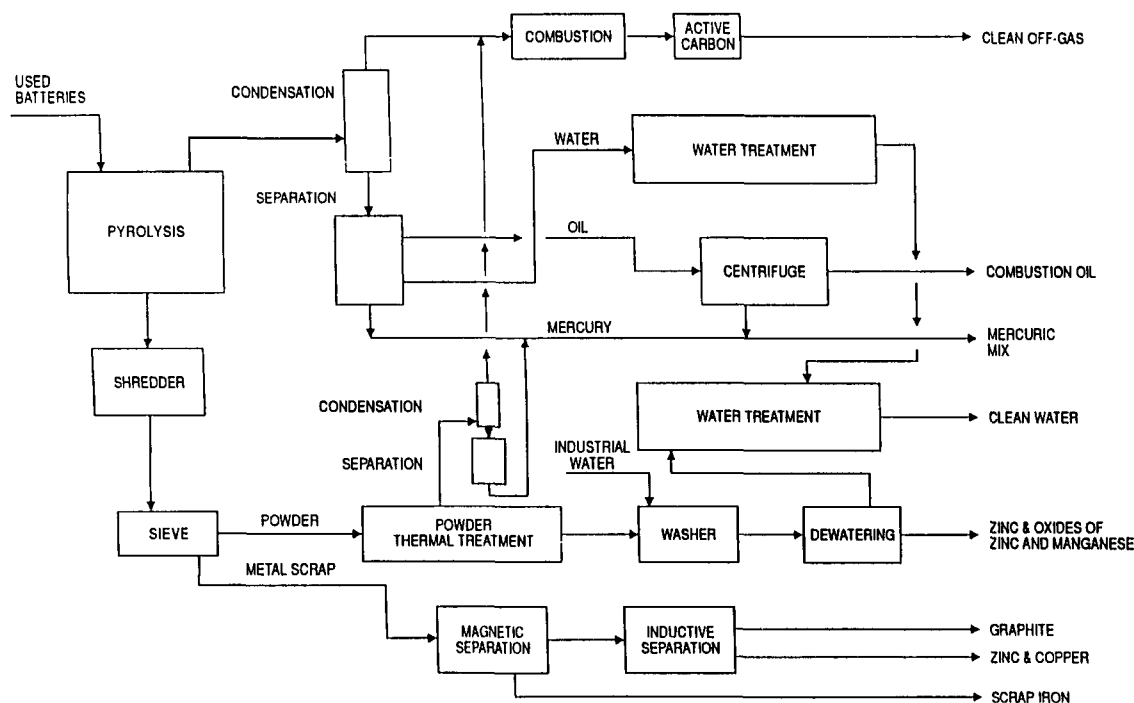 COMBUSTION
ACTIVE
CARBON
CLEAN OFF-GAS
USED
BATTERIES
CONDENSATION
WATER
WATER TREATMENT
SEPARATION
PYROLYSIS
OIL
CENTRIFUGE
COMBUSTION OIL
MERCURY
MERCURIC
MIX
SHREDDER
CONDENSATION
WATER TREATMENT
CLEAN WATER
SEPARATION
INDUSTRIAL
WATER
SIEVE
POWDER
POWDER
THERMAL TREATMENT
WASHER
DEWATERING
ZINC & OXIDES OF
ZINC AND MANGANESE
METAL SCRAP
MAGNETIC
SEPARATION
INDUCTIVE
SEPARATION
GRAPHITE
ZINC & COPPER
SCRAP IRON